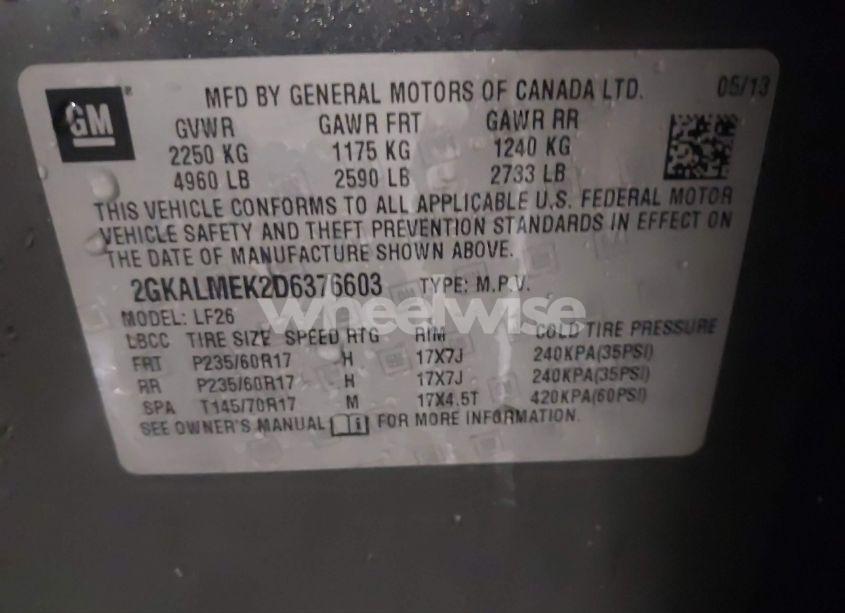 GM
MFD BY GENERAL MOTORS OF CANADA LTD. 05/13
GVWR GAWR FRT GAWR RR
2250 KG 1175 KG 1240 KG
4960 LB 2590 LB 2733 LB
THIS VEHICLE CONFORMS TO ALL APPLICABLE U.S. FEDERAL MOTOR
VEHICLE SAFETY AND THEFT PREVENTION STANDARDS IN EFFECT ON
THE DATE OF MANUFACTURE SHOWN ABOVE.
2GKALMEK2D6376603 TYPE: M.P.V.
wheelwise
MODEL: LF26
LBCC TIRE SIZE SPEED RTG RIM COLD TIRE PRESSURE
FRT P235/60R17 H 17X7J 240KPA(35PSI)
RR P235/60R17 H 17X7J 240KPA(35PSI)
SPA T145/70R17 M 17X4.5T 420KPA(60PSI)
SEE OWNER'S MANUAL i FOR MORE INFORMATION.